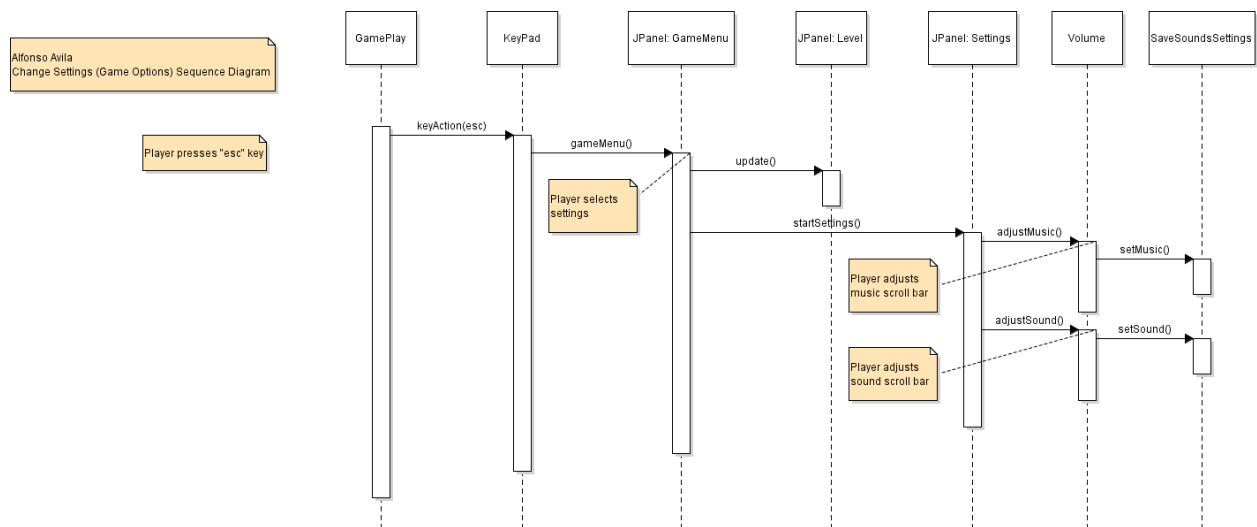 GamePlay
KeyPad
JPanel: GameMenu
JPanel: Level
JPanel: Settings
Volume
SaveSoundsSettings
Alfonso Avila
Change Settings (Game Options) Sequence Diagram
keyAction(esc)
Player presses "esc" key
gameMenu()
update()
Player selects
settings
startSettings()
adjustMusic()
setMusic()
Player adjusts
music scroll bar
adjustSound()
setSound()
Player adjusts
sound scroll bar